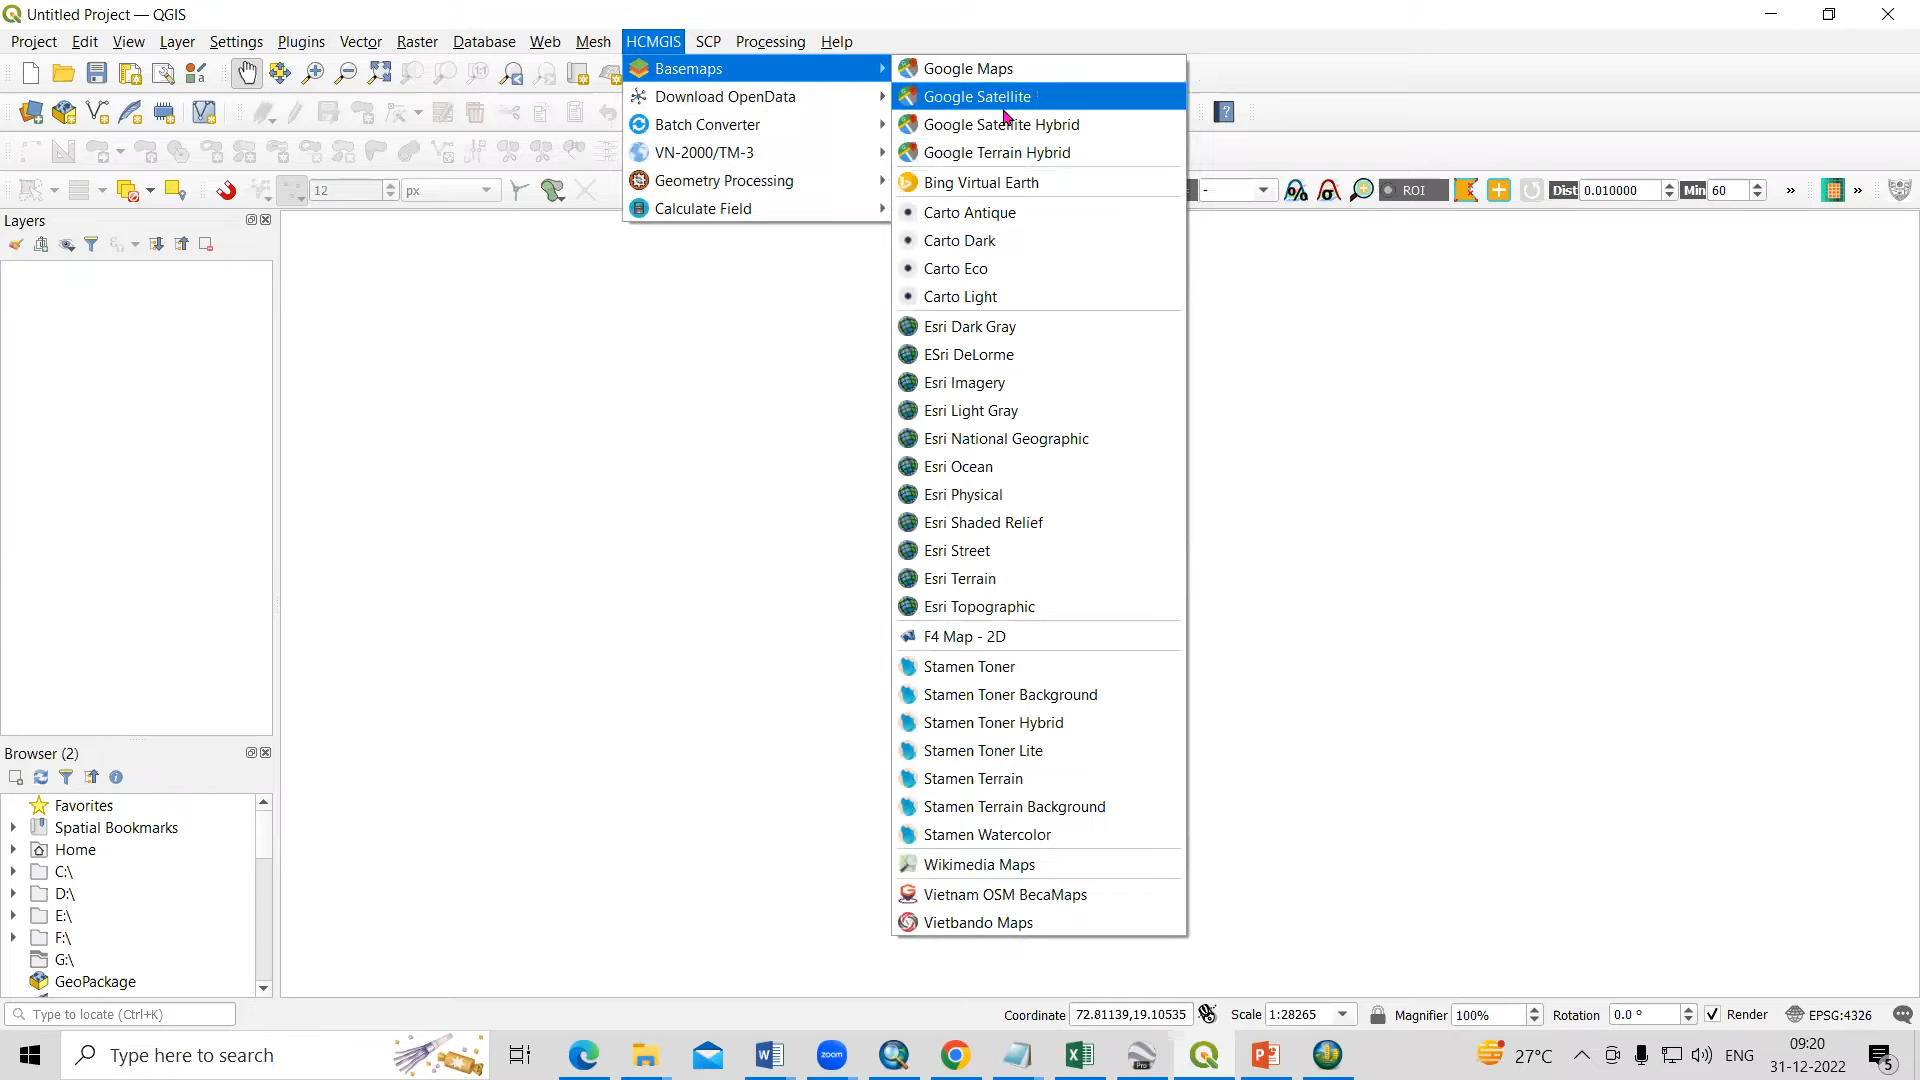 Untitled Project — QGIS
Project Edit View Layer Settings Plugins Vector Raster Database Web Mesh HCMGIS SCP Processing Help
Basemaps
Download OpenData
Batch Converter
VN-2000/TM-3
Geometry Processing
Calculate Field
Google Maps
Google Satellite
Google Satellite Hybrid
Google Terrain Hybrid
Bing Virtual Earth
Carto Antique
Carto Dark
Carto Eco
Carto Light
Esri Dark Gray
ESri DeLorme
Esri Imagery
Esri Light Gray
Esri National Geographic
Esri Ocean
Esri Physical
Esri Shaded Relief
Esri Street
Esri Terrain
Esri Topographic
F4 Map - 2D
Stamen Toner
Stamen Toner Background
Stamen Toner Hybrid
Stamen Toner Lite
Stamen Terrain
Stamen Terrain Background
Stamen Watercolor
Wikimedia Maps
Vietnam OSM BecaMaps
Vietbando Maps
12 px - ROI Dist 0.010000 Min 60 » »
Layers
Browser (2)
Favorites
Spatial Bookmarks
Home
C:\
D:\
E:\
F:\
G:\
GeoPackage
Type to locate (Ctrl+K) Coordinate 72.81139,19.10535 Scale 1:28265 Magnifier 100% Rotation 0.0 ° Render EPSG:4326
Type here to search zoom Pro 27°C ENG 09:20
31-12-2022 5